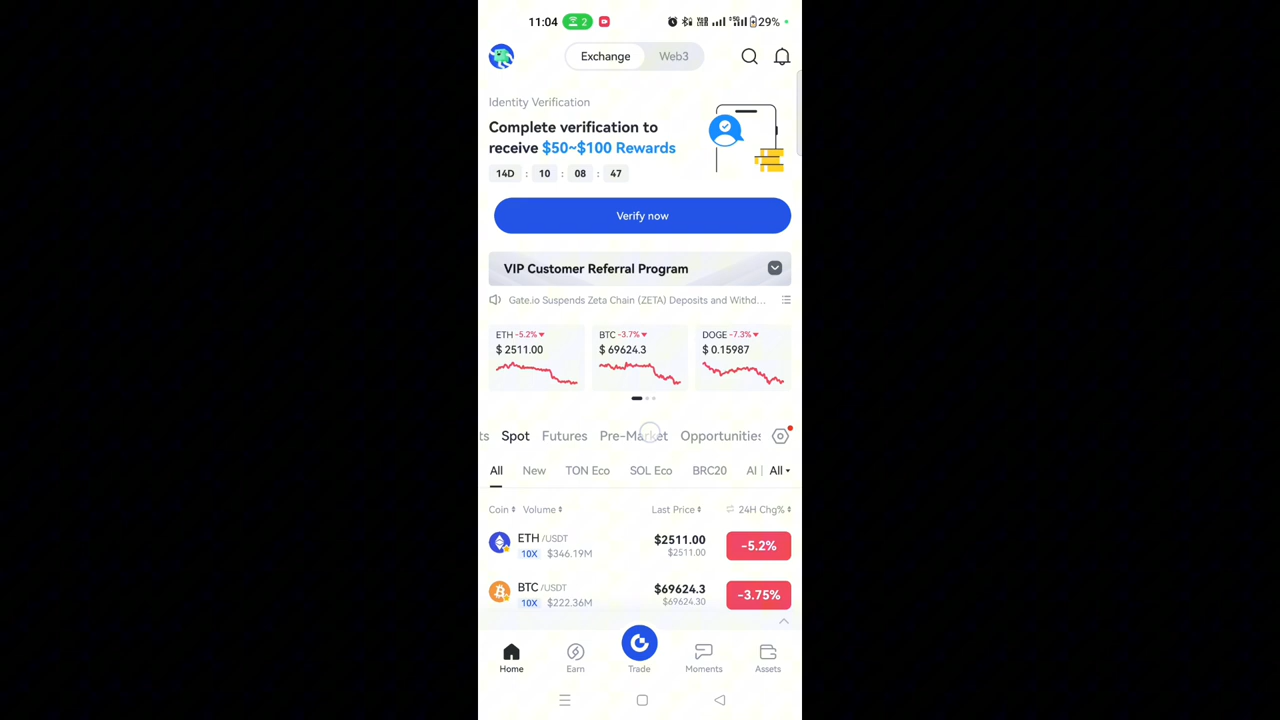 11:04 2 29%
Exchange Web3
Identity Verification
Complete verification to
receive $50~$100 Rewards
14D : 10 : 08 : 47
Verify now
VIP Customer Referral Program
Gate.io Suspends Zeta Chain (ZETA) Deposits and Withd...
ETH -5.2% BTC -3.7% DOGE -7.3%
$ 2511.00 $ 69624.3 $ 0.15987
ts Spot Futures Pre-Market Opportunities
All New TON Eco SOL Eco BRC20 AI All
Coin Volume Last Price 24H Chg%
ETH /USDT $2511.00 -5.2%
10X $346.19M $2511.00
BTC /USDT $69624.3 -3.75%
10X $222.36M $69624.30
Home Earn Trade Moments Assets